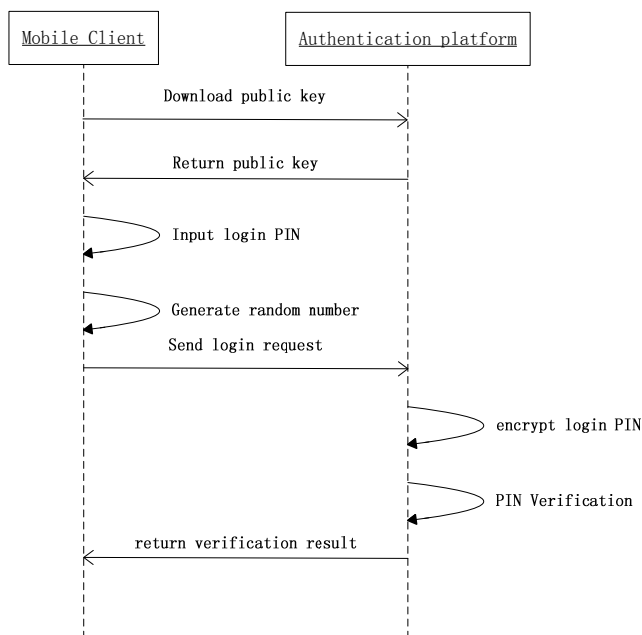 Mobile Client
Authentication platform
Download public key
Return public key
Input login PIN
Generate random number
Send login request
encrypt login PIN
PIN Verification
return verification result